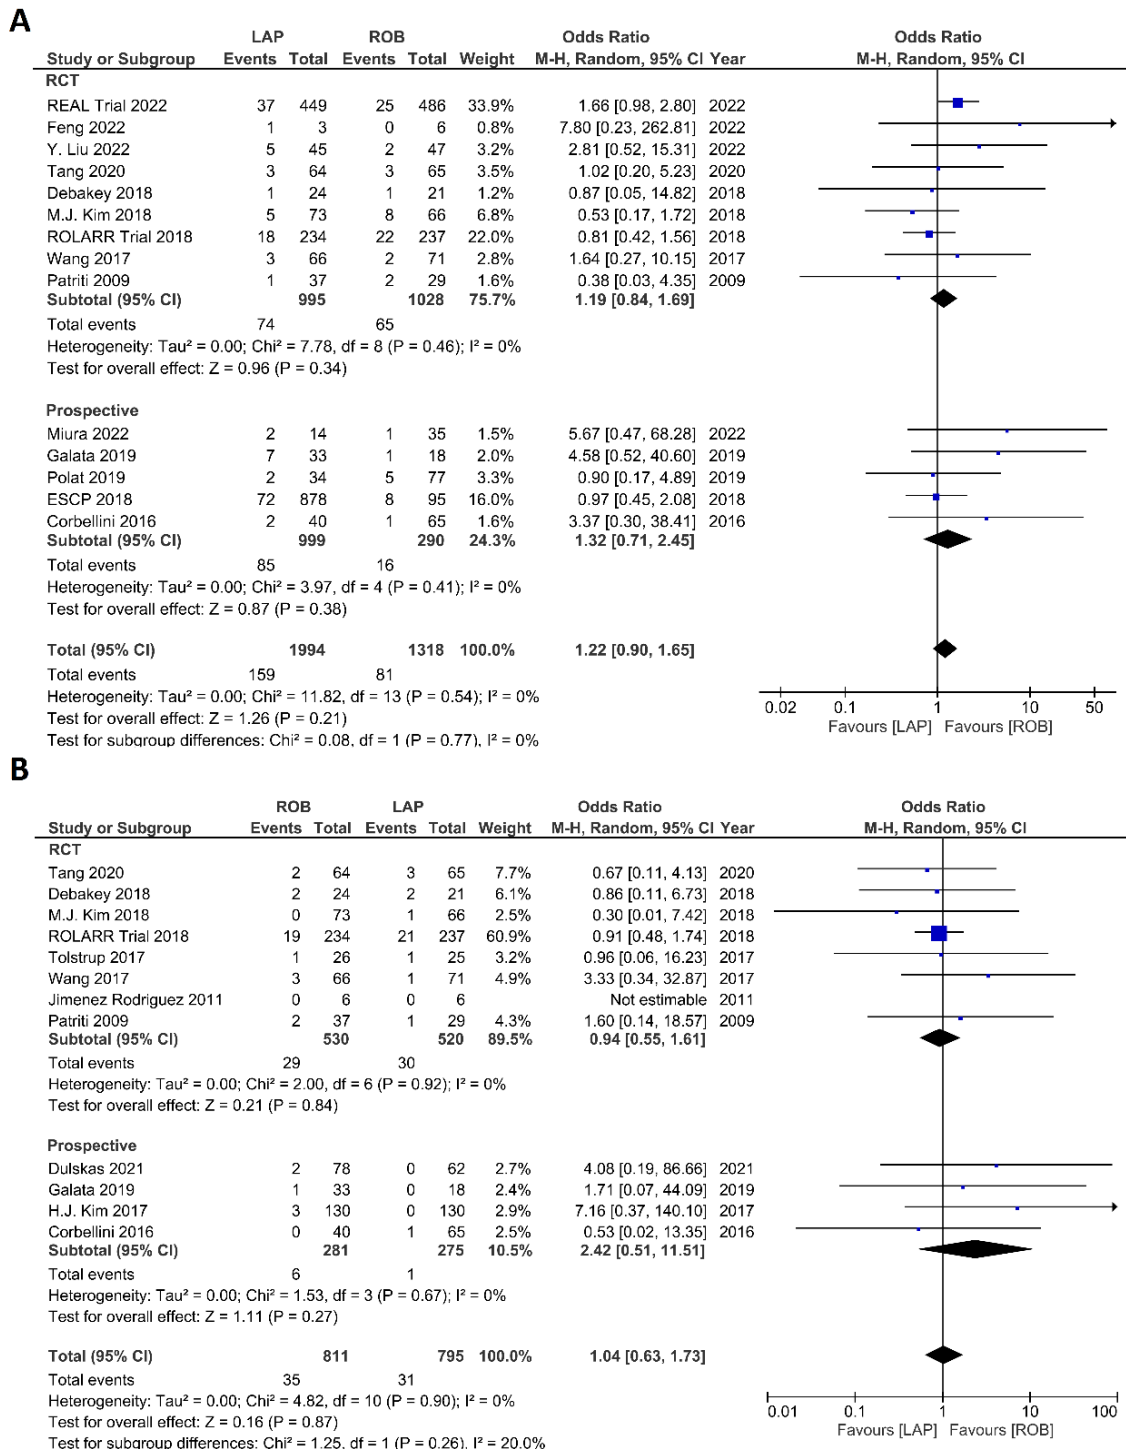 A
LAP ROB Odds Ratio Odds Ratio
Study or Subgroup Events Total Events Total Weight M-H, Random, 95% CI Year M-H, Random, 95% CI
RCT
REAL Trial 2022 37 449 25 486 33.9% 1.66 [0.98, 2.80] 2022
Feng 2022 1 3 0 6 0.8% 7.80 [0.23, 262.81] 2022
Y. Liu 2022 5 45 2 47 3.2% 2.81 [0.52, 15.31] 2022
Tang 2020 3 64 3 65 3.5% 1.02 [0.20, 5.23] 2020
Debakey 2018 1 24 1 21 1.2% 0.87 [0.05, 14.82] 2018
M.J. Kim 2018 5 73 8 66 6.8% 0.53 [0.17, 1.72] 2018
ROLARR Trial 2018 18 234 22 237 22.0% 0.81 [0.42, 1.56] 2018
Wang 2017 3 66 2 71 2.8% 1.64 [0.27, 10.15] 2017
Patriti 2009 1 37 2 29 1.6% 0.38 [0.03, 4.35] 2009
Subtotal (95% CI) 995 1028 75.7% 1.19 [0.84, 1.69]
Total events 74 65
Heterogeneity: Tau² = 0.00; Chi² = 7.78, df = 8 (P = 0.46); I² = 0%
Test for overall effect: Z = 0.96 (P = 0.34)
Prospective
Miura 2022 2 14 1 35 1.5% 5.67 [0.47, 68.28] 2022
Galata 2019 7 33 1 18 2.0% 4.58 [0.52, 40.60] 2019
Polat 2019 2 34 5 77 3.3% 0.90 [0.17, 4.89] 2019
ESCP 2018 72 878 8 95 16.0% 0.97 [0.45, 2.08] 2018
Corbellini 2016 2 40 1 65 1.6% 3.37 [0.30, 38.41] 2016
Subtotal (95% CI) 999 290 24.3% 1.32 [0.71, 2.45]
Total events 85 16
Heterogeneity: Tau² = 0.00; Chi² = 3.97, df = 4 (P = 0.41); I² = 0%
Test for overall effect: Z = 0.87 (P = 0.38)
Total (95% CI) 1994 1318 100.0% 1.22 [0.90, 1.65]
Total events 159 81
Heterogeneity: Tau² = 0.00; Chi² = 11.82, df = 13 (P = 0.54); I² = 0%
Test for overall effect: Z = 1.26 (P = 0.21)
Test for subgroup differences: Chi² = 0.08, df = 1 (P = 0.77), I² = 0%
0.02 0.1 1 10 50
Favours [LAP] Favours [ROB]
B
ROB LAP Odds Ratio Odds Ratio
Study or Subgroup Events Total Events Total Weight M-H, Random, 95% CI Year M-H, Random, 95% CI
RCT
Tang 2020 2 64 3 65 7.7% 0.67 [0.11, 4.13] 2020
Debakey 2018 2 24 2 21 6.1% 0.86 [0.11, 6.73] 2018
M.J. Kim 2018 0 73 1 66 2.5% 0.30 [0.01, 7.42] 2018
ROLARR Trial 2018 19 234 21 237 60.9% 0.91 [0.48, 1.74] 2018
Tolstrup 2017 1 26 1 25 3.2% 0.96 [0.06, 16.23] 2017
Wang 2017 3 66 1 71 4.9% 3.33 [0.34, 32.87] 2017
Jimenez Rodriguez 2011 0 6 0 6 Not estimable 2011
Patriti 2009 2 37 1 29 4.3% 1.60 [0.14, 18.57] 2009
Subtotal (95% CI) 530 520 89.5% 0.94 [0.55, 1.61]
Total events 29 30
Heterogeneity: Tau² = 0.00; Chi² = 2.00, df = 6 (P = 0.92); I² = 0%
Test for overall effect: Z = 0.21 (P = 0.84)
Prospective
Dulskas 2021 2 78 0 62 2.7% 4.08 [0.19, 86.66] 2021
Galata 2019 1 33 0 18 2.4% 1.71 [0.07, 44.09] 2019
H.J. Kim 2017 3 130 0 130 2.9% 7.16 [0.37, 140.10] 2017
Corbellini 2016 0 40 1 65 2.5% 0.53 [0.02, 13.35] 2016
Subtotal (95% CI) 281 275 10.5% 2.42 [0.51, 11.51]
Total events 6 1
Heterogeneity: Tau² = 0.00; Chi² = 1.53, df = 3 (P = 0.67); I² = 0%
Test for overall effect: Z = 1.11 (P = 0.27)
Total (95% CI) 811 795 100.0% 1.04 [0.63, 1.73]
Total events 35 31
Heterogeneity: Tau² = 0.00; Chi² = 4.82, df = 10 (P = 0.90); I² = 0%
Test for overall effect: Z = 0.16 (P = 0.87)
Test for subgroup differences: Chi² = 1.25, df = 1 (P = 0.26), I² = 20.0%
0.01 0.1 1 10 100
Favours [LAP] Favours [ROB]